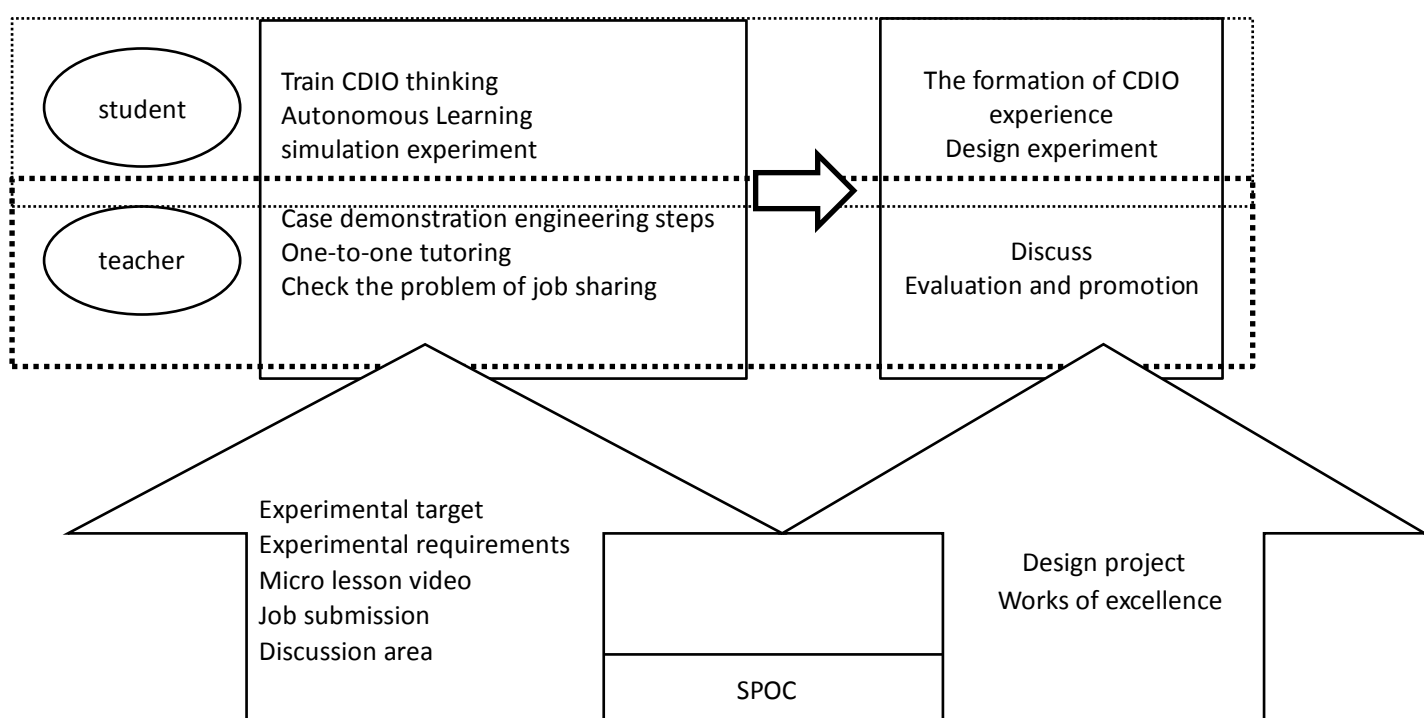 student
Train CDIO thinking
Autonomous Learning
simulation experiment
The formation of CDIO
experience
Design experiment
teacher
Case demonstration engineering steps
One-to-one tutoring
Check the problem of job sharing
Discuss
Evaluation and promotion
Experimental target
Experimental requirements
Micro lesson video
Job submission
Discussion area
Design project
Works of excellence
SPOC